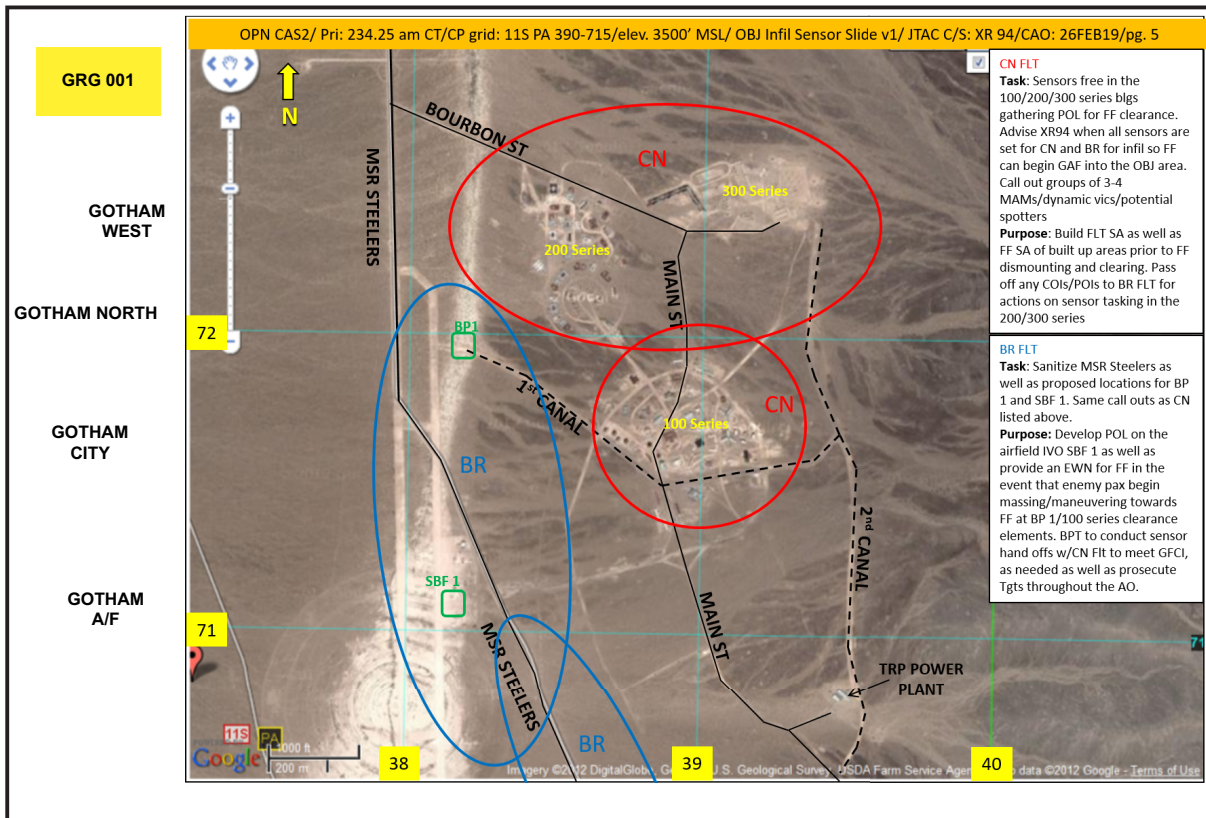 OPN CAS2/ Pri: 234.25 am CT/CP grid: 11S PA 390-715/elev. 3500’ MSL/ OBJ Infil Sensor Slide v1/ JTAC C/S: XR 94/CAO: 26FEB19/pg. 5
GRG 001
N
GOTHAM
WEST
GOTHAM NORTH
GOTHAM
CITY
GOTHAM
A/F
72
71
38
39
40
BOURBON ST
MSR STEELERS
CN
300 Series
200 Series
Google
MAIN ST
BP1
1st CANAL
CN
100 Series
BR
2nd CANAL
SBF 1
MSR STEELERS
MAIN ST
TRP POWER
PLANT
BR
71
11S
PA
Google
1000 ft
200 m
Imagery ©2012 DigitalGlobe, G U.S. Geological Survey, USDA Farm Service Agen data ©2012 Google - Terms of Use
CN FLT
Task: Sensors free in the
100/200/300 series blgs
gathering POL for FF clearance.
Advise XR94 when all sensors are
set for CN and BR for infil so FF
can begin GAF into the OBJ area.
Call out groups of 3-4
MAMs/dynamic vics/potential
spotters
Purpose: Build FLT SA as well as
FF SA of built up areas prior to FF
dismounting and clearing. Pass
off any COIs/POIs to BR FLT for
actions on sensor tasking in the
200/300 series
BR FLT
Task: Sanitize MSR Steelers as
well as proposed locations for BP
1 and SBF 1. Same call outs as CN
listed above.
Purpose: Develop POL on the
airfield IVO SBF 1 as well as
provide an EWN for FF in the
event that enemy pax begin
massing/maneuvering towards
FF at BP 1/100 series clearance
elements. BPT to conduct sensor
hand offs w/CN Flt to meet GFCI,
as needed as well as prosecute
Tgts throughout the AO.